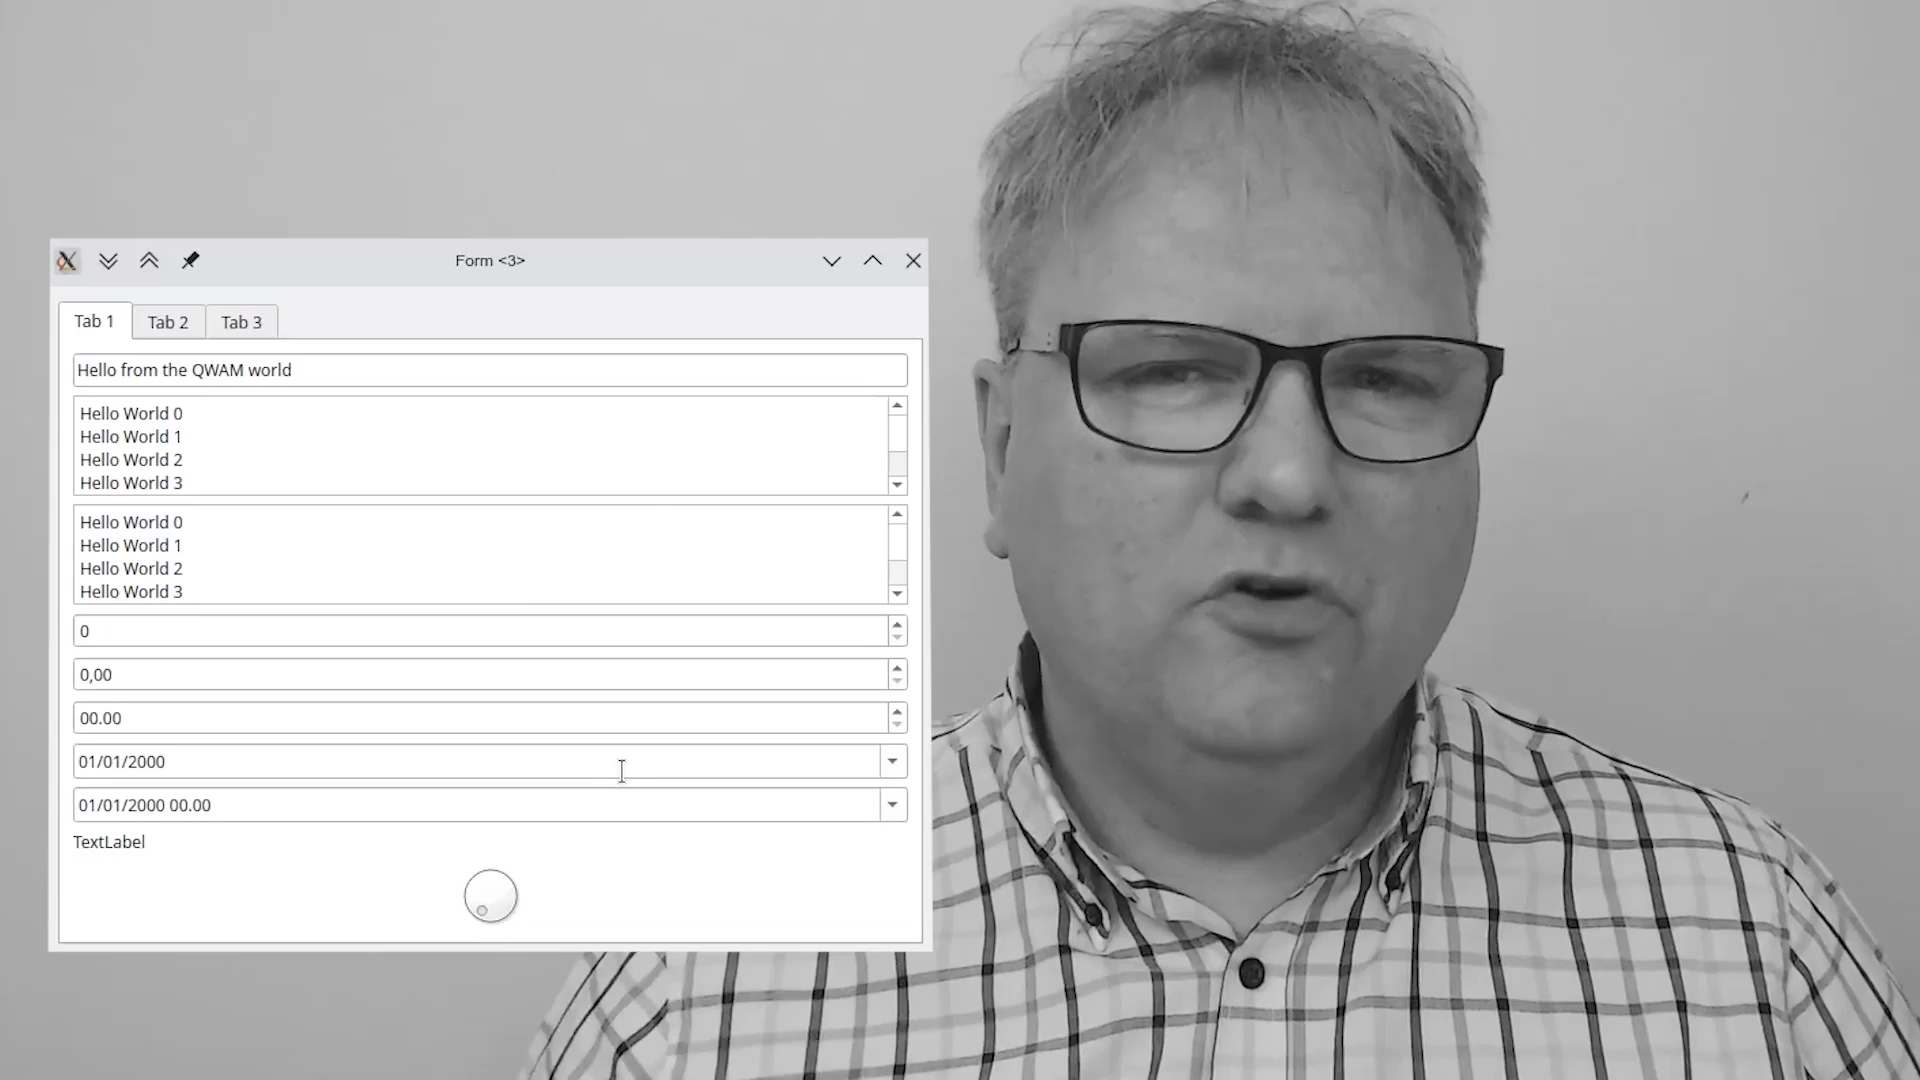 Form <3>
Tab 1 Tab 2 Tab 3
Hello from the QWAM world
Hello World 0
Hello World 1
Hello World 2
Hello World 3
Hello World 0
Hello World 1
Hello World 2
Hello World 3
0
0,00
00.00
01/01/2000
01/01/2000 00.00
TextLabel